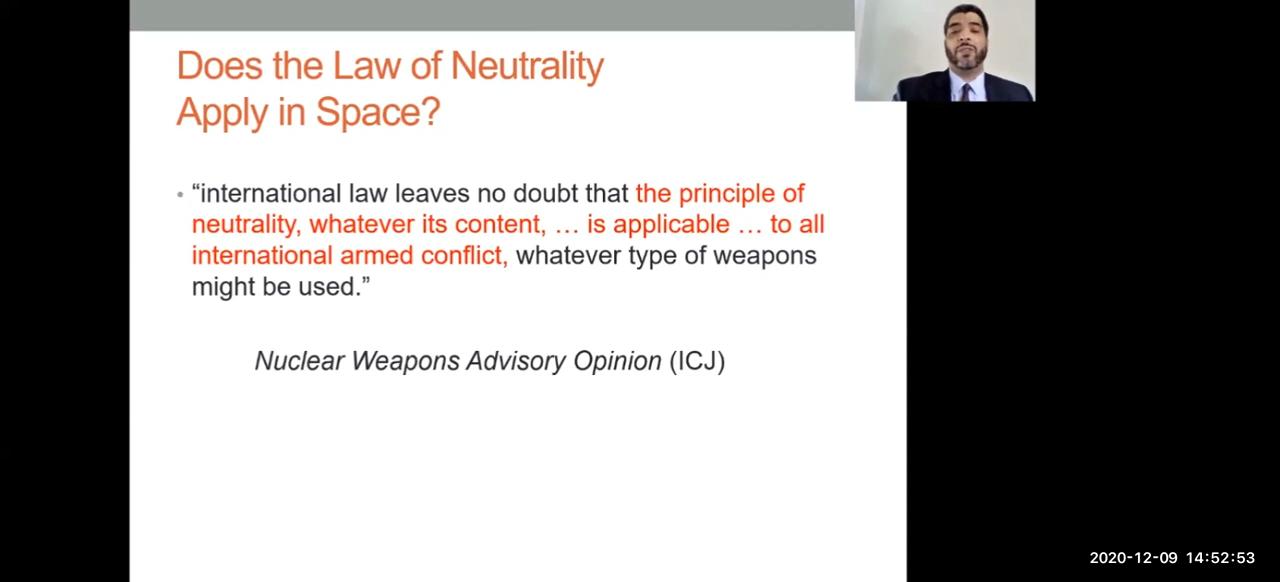 Does the Law of Neutrality
Apply in Space?
• “international law leaves no doubt that the principle of
neutrality, whatever its content, … is applicable … to all
international armed conflict, whatever type of weapons
might be used.”
Nuclear Weapons Advisory Opinion (ICJ)
2020-12-09 14:52:53